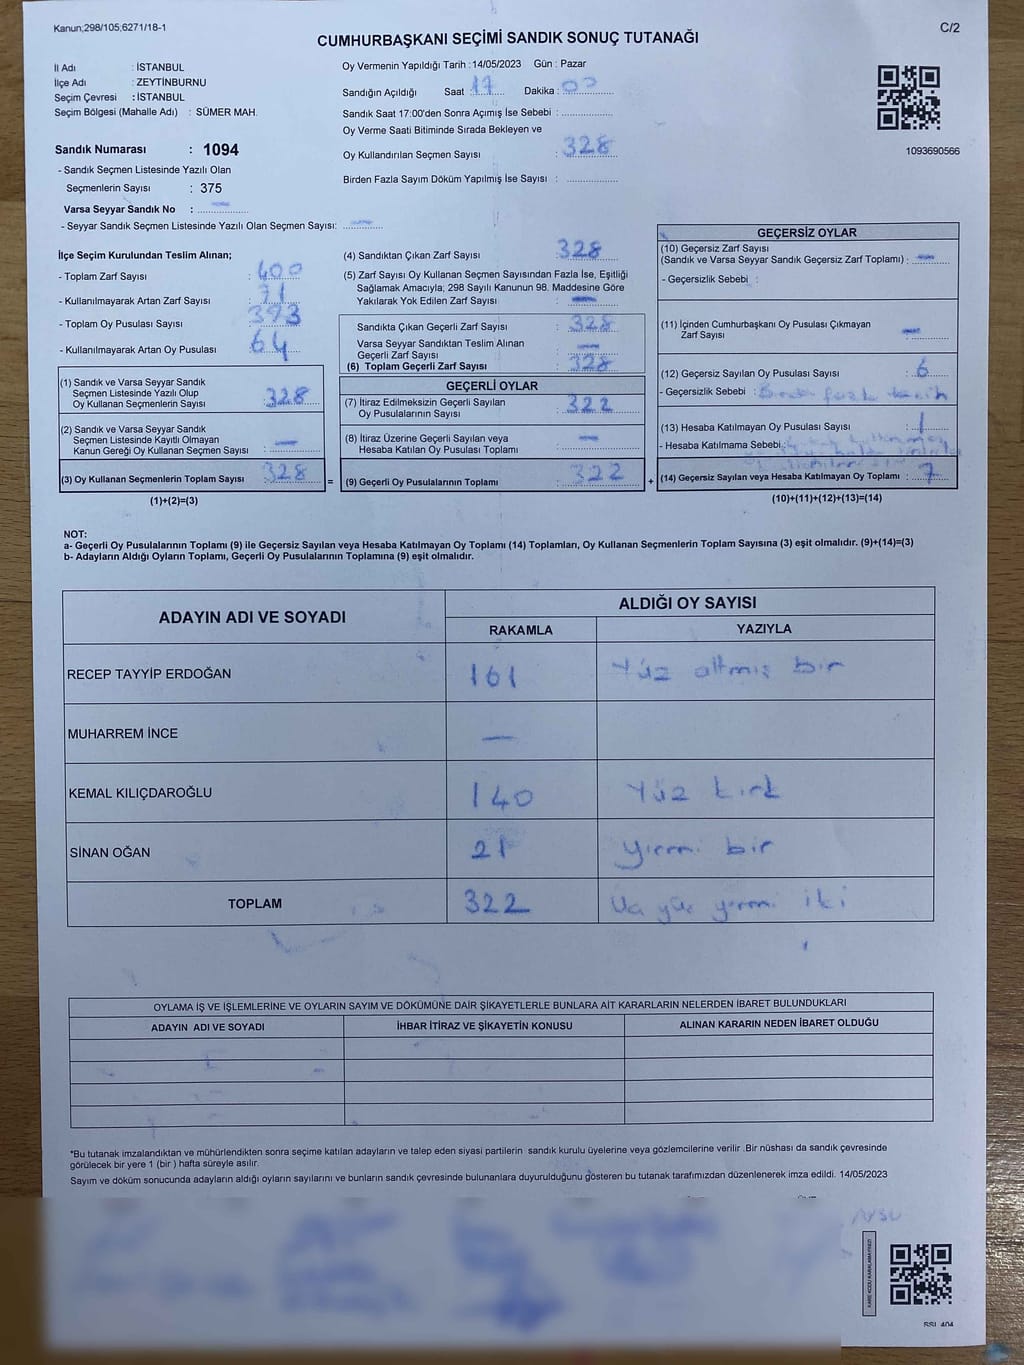 Kanun;298/105;6271/18-1
C/2
CUMHURBAŞKANI SEÇİMİ SANDIK SONUÇ TUTANAĞI
İl Adı : İSTANBUL
İlçe Adı : ZEYTİNBURNU
Seçim Çevresi : İSTANBUL
Seçim Bölgesi (Mahalle Adı) : SÜMER MAH.
Sandık Numarası : 1094
- Sandık Seçmen Listesinde Yazılı Olan
Seçmenlerin Sayısı : 375
Varsa Seyyar Sandık No : —
- Seyyar Sandık Seçmen Listesinde Yazılı Olan Seçmen Sayısı: —
Oy Vermenin Yapıldığı Tarih :14/05/2023 Gün : Pazar
Sandığın Açıldığı Saat 17 Dakika :
Sandık Saat 17:00'den Sonra Açımış İse Sebebi :
Oy Verme Saati Bitiminde Sırada Bekleyen ve
Oy Kullandırılan Seçmen Sayısı : 328
Birden Fazla Sayım Döküm Yapılmış İse Sayısı :
1093690566
İlçe Seçim Kurulundan Teslim Alınan;
- Toplam Zarf Sayısı : 400
- Kullanılmayarak Artan Zarf Sayısı : 71
- Toplam Oy Pusulası Sayısı : 393
- Kullanılmayarak Artan Oy Pusulası : 64
(1) Sandık ve Varsa Seyyar Sandık
Seçmen Listesinde Yazılı Olup
Oy Kullanan Seçmenlerin Sayısı : 328
(2) Sandık ve Varsa Seyyar Sandık
Seçmen Listesinde Kayıtlı Olmayan
Kanun Gereği Oy Kullanan Seçmen Sayısı : —
(3) Oy Kullanan Seçmenlerin Toplam Sayısı : 328
(1)+(2)=(3)
(4) Sandıktan Çıkan Zarf Sayısı : 328
(5) Zarf Sayısı Oy Kullanan Seçmen Sayısından Fazla İse, Eşitliği
Sağlamak Amacıyla; 298 Sayılı Kanunun 98. Maddesine Göre
Yakılarak Yok Edilen Zarf Sayısı : —
Sandıkta Çıkan Geçerli Zarf Sayısı : 328
Varsa Seyyar Sandıktan Teslim Alınan
Geçerli Zarf Sayısı : —
(6) Toplam Geçerli Zarf Sayısı : 328
=
GEÇERLİ OYLAR
(7) İtiraz Edilmeksizin Geçerli Sayılan
Oy Pusulalarının Sayısı : 322
(8) İtiraz Üzerine Geçerli Sayılan veya
Hesaba Katılan Oy Pusulası Toplamı : —
(9) Geçerli Oy Pusulalarının Toplamı : 322
+
GEÇERSİZ OYLAR
(10) Geçersiz Zarf Sayısı
(Sandık ve Varsa Seyyar Sandık Geçersiz Zarf Toplamı) : —
- Geçersizlik Sebebi :
(11) İçinden Cumhurbaşkanı Oy Pusulası Çıkmayan
Zarf Sayısı : —
(12) Geçersiz Sayılan Oy Pusulası Sayısı : 6
- Geçersizlik Sebebi : fazla
(13) Hesaba Katılmayan Oy Pusulası Sayısı : 1
- Hesaba Katılmama Sebebi :
(14) Geçersiz Sayılan veya Hesaba Katılmayan Oy Toplamı : 7
(10)+(11)+(12)+(13)=(14)
NOT:
a- Geçerli Oy Pusulalarının Toplamı (9) ile Geçersiz Sayılan veya Hesaba Katılmayan Oy Toplamı (14) Toplamları, Oy Kullanan Seçmenlerin Toplam Sayısına (3) eşit olmalıdır. (9)+(14)=(3)
b- Adayların Aldığı Oyların Toplamı, Geçerli Oy Pusulalarının Toplamına (9) eşit olmalıdır.
ADAYIN ADI VE SOYADI ALDIĞI OY SAYISI
RAKAMLA YAZIYLA
RECEP TAYYİP ERDOĞAN 161 Yüz altmış bir
MUHARREM İNCE —
KEMAL KILIÇDAROĞLU 140 Yüz kırk
SİNAN OĞAN 21 yirmi bir
TOPLAM 322 Üç yüz yirmi iki
OYLAMA İŞ VE İŞLEMLERİNE VE OYLARIN SAYIM VE DÖKÜMÜNE DAİR ŞİKAYETLERLE BUNLARA AİT KARARLARIN NELERDEN İBARET BULUNDUKLARI
ADAYIN ADI VE SOYADI İHBAR İTİRAZ VE ŞİKAYETİN KONUSU ALINAN KARARIN NEDEN İBARET OLDUĞU
*Bu tutanak imzalandıktan ve mühürlendikten sonra seçime katılan adayların ve talep eden siyasi partilerin sandık kurulu üyelerine veya gözlemcilerine verilir .Bir nüshası da sandık çevresinde
görülecek bir yere 1 (bir ) hafta süreyle asılır.
Sayım ve döküm sonucunda adayların aldığı oyların sayılarını ve bunların sandık çevresinde bulunanlara duyurulduğunu gösteren bu tutanak tarafımızdan düzenlenerek imza edildi. 14/05/2023